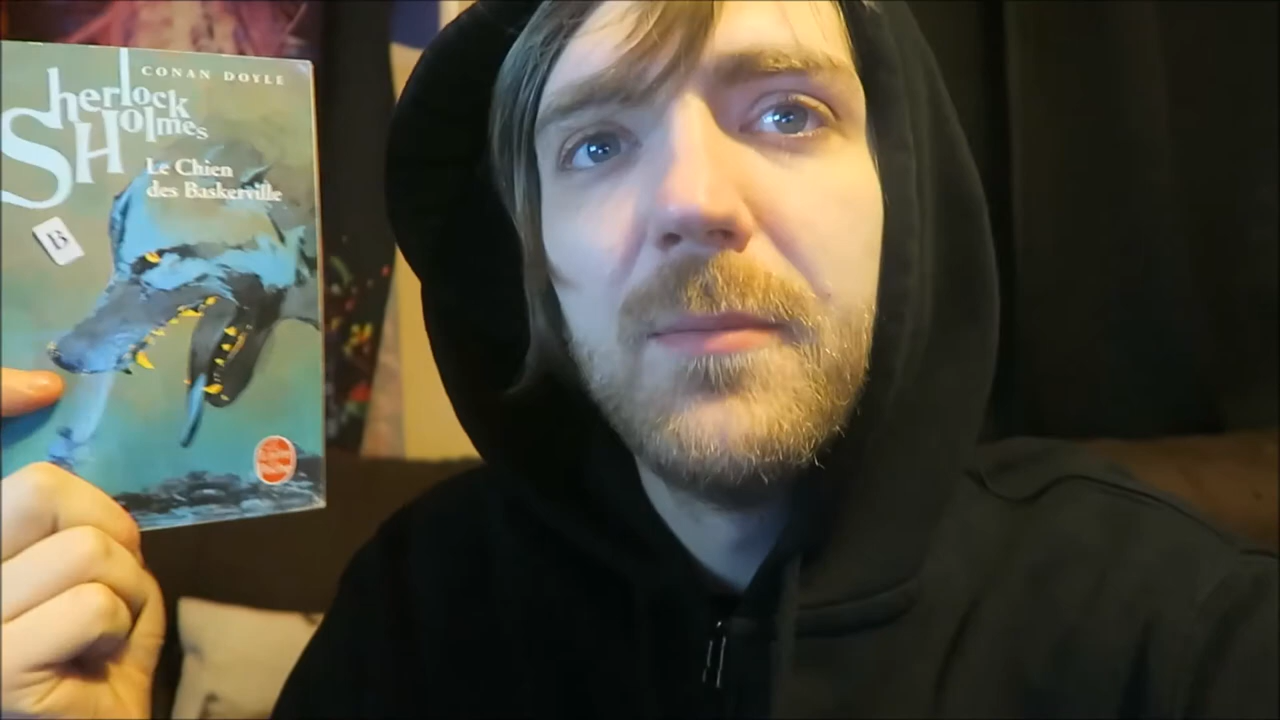 CONAN DOYLE
Sherlock
Holmes
Le Chien
des Baskerville
B